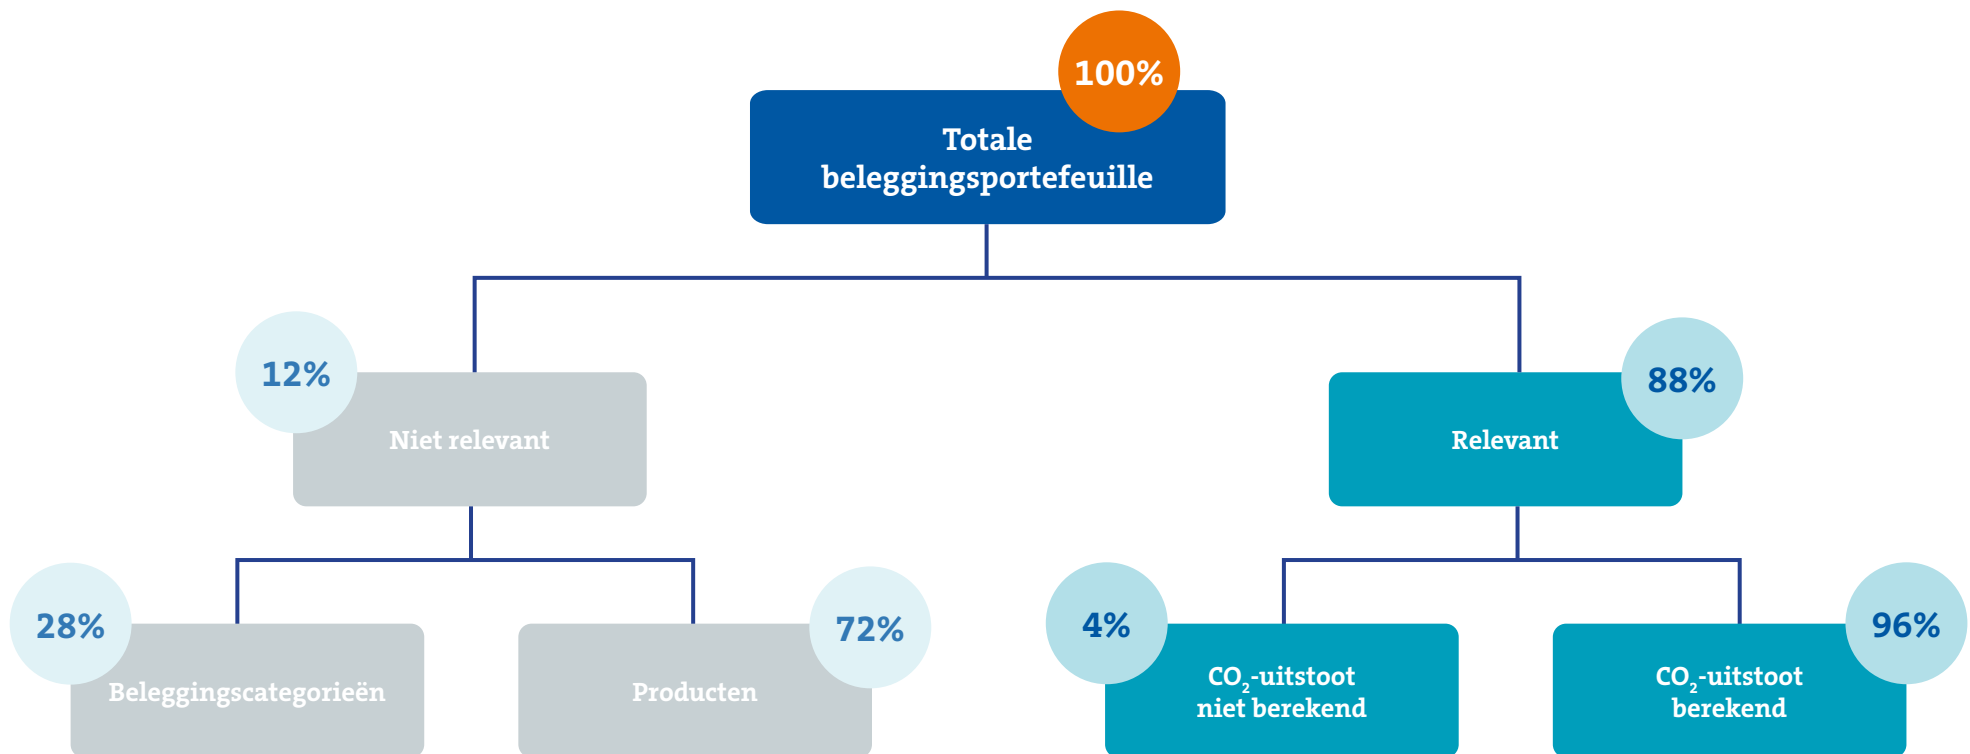 100%
Totale
beleggingsportefeuille
12%
Niet relevant
88%
Relevant
28%
Beleggingscategorieën
72%
Producten
4%
CO₂-uitstoot
niet berekend
96%
CO₂-uitstoot
berekend